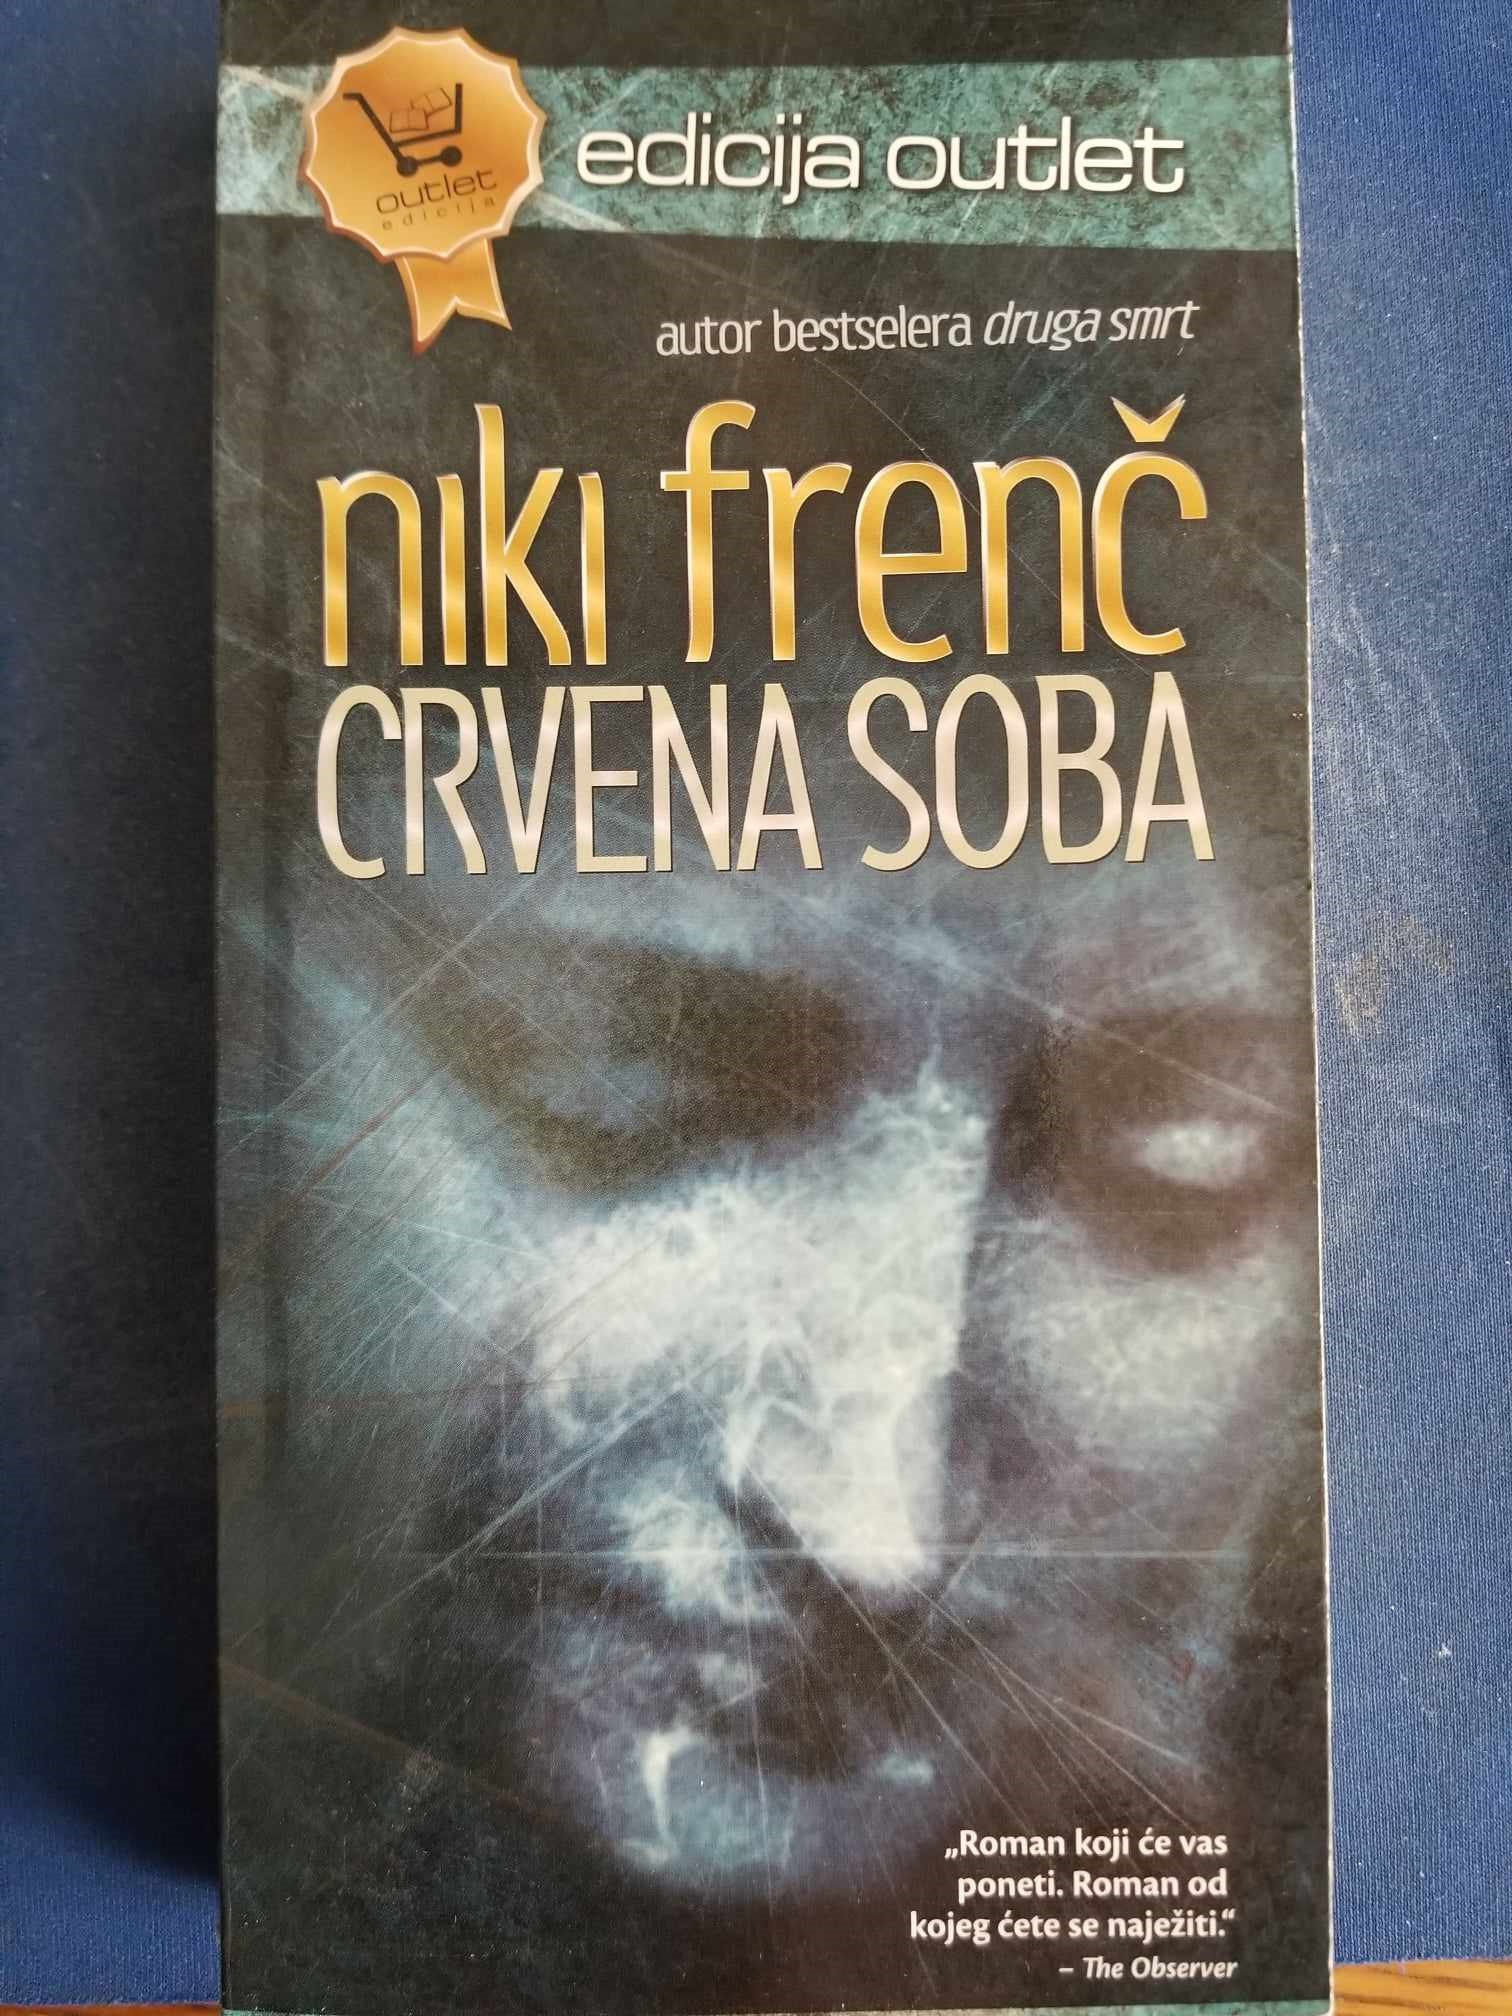 outlet
edicija
edicija outlet
autor bestselera druga smrt
niki frenč
CRVENA SOBA
„Roman koji će vas
poneti. Roman od
kojeg ćete se naježiti.“
– The Observer